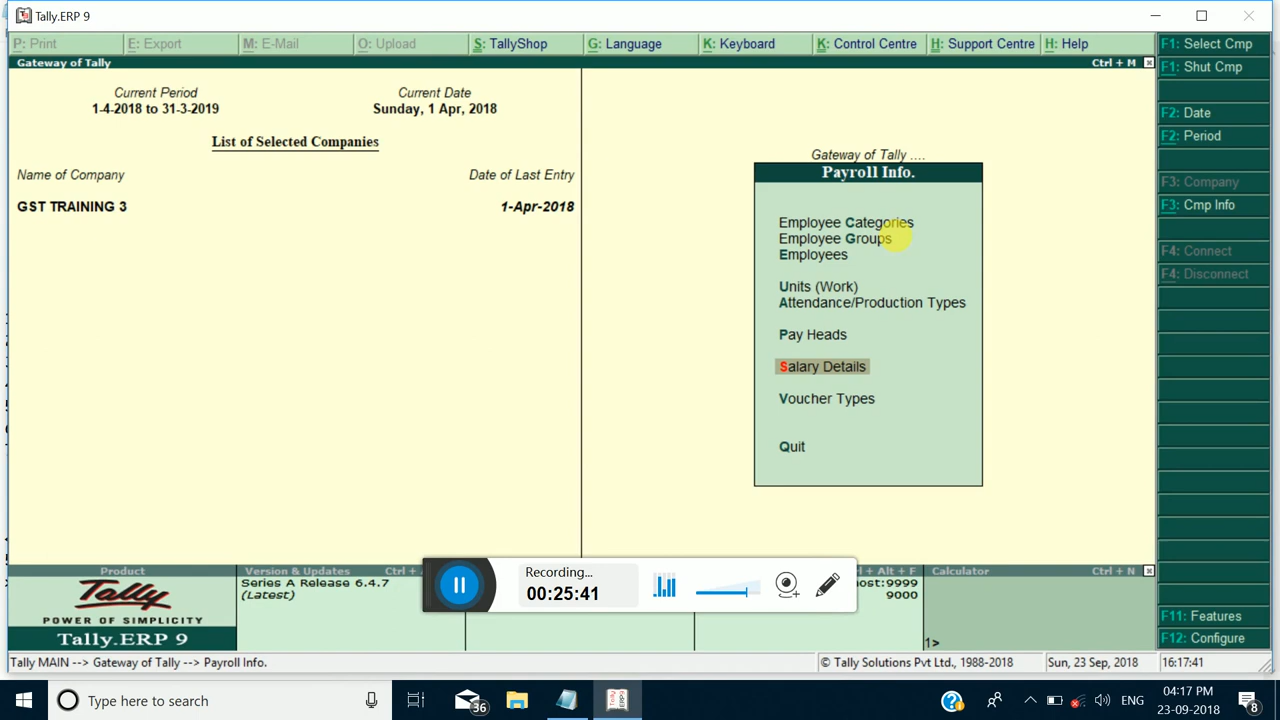 Tally.ERP 9
P: Print
E: Export
M: E-Mail
O: Upload
S: TallyShop
G: Language
K: Keyboard
K: Control Centre
H: Support Centre
H: Help
F1: Select Cmp
Gateway of Tally
Ctrl + M
F1: Shut Cmp
Current Period
1-4-2018 to 31-3-2019
Current Date
Sunday, 1 Apr, 2018
List of Selected Companies
Name of Company
Date of Last Entry
GST TRAINING 3
1-Apr-2018
Gateway of Tally ....
Payroll Info.
Employee Categories
Employee Groups
Employees
Units (Work)
Attendance/Production Types
Pay Heads
Salary Details
Voucher Types
Quit
F2: Date
F2: Period
F3: Company
F3: Cmp Info
F4: Connect
F4: Disconnect
F11: Features
F12: Configure
Product
Tally
POWER OF SIMPLICITY
Tally.ERP 9
Version & Updates
Series A Release 6.4.7
(Latest)
Recording...
00:25:41
Ctrl + Alt + F
host:9999
9000
Calculator
Ctrl + N
1>
Tally MAIN --> Gateway of Tally --> Payroll Info.
© Tally Solutions Pvt Ltd., 1988-2018
Sun, 23 Sep, 2018
16:17:41
Type here to search
36
ENG
04:17 PM
23-09-2018
8